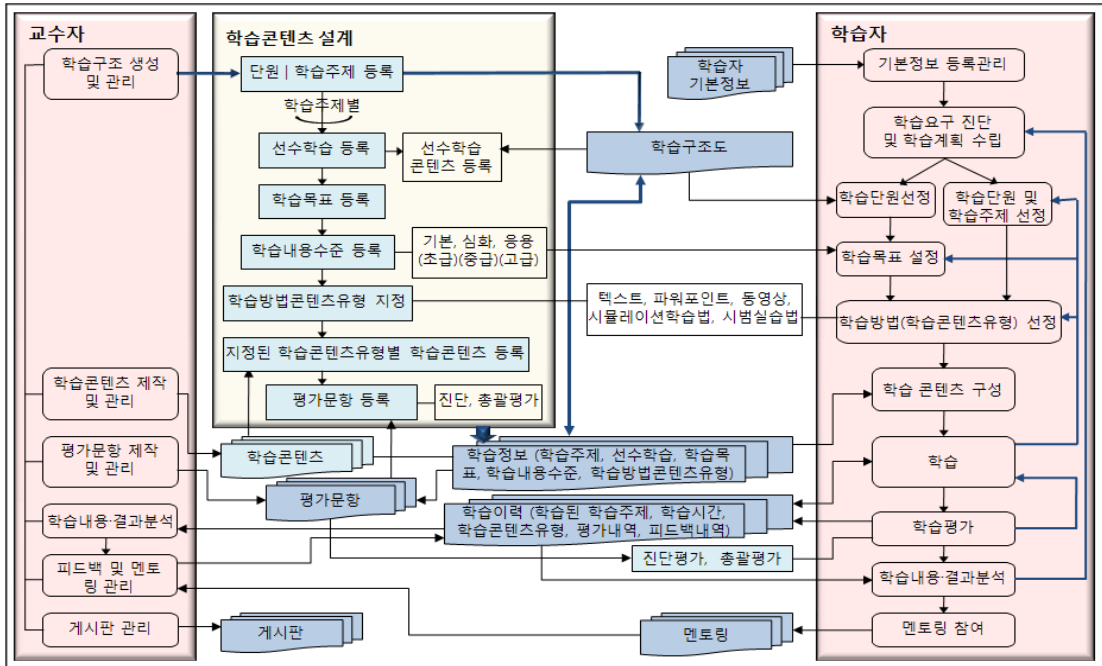 교수자
학습구조 생성
및 관리
학습콘텐츠 제작
및 관리
평가문항 제작
및 관리
학습내용·결과분석
피드백 및 멘토
링 관리
게시판 관리
학습콘텐츠 설계
단원 | 학습주제 등록
학습주제별
선수학습 등록
선수학습
콘텐츠 등록
학습목표 등록
학습내용수준 등록
기본, 심화, 응용
(초급)(중급)(고급)
학습방법콘텐츠유형 지정
텍스트, 파워포인트, 동영상,
시뮬레이션학습법, 시범실습법
지정된 학습콘텐츠유형별 학습콘텐츠 등록
평가문항 등록
진단, 총괄평가
학습콘텐츠
평가문항
학습자
기본정보
학습구조도
학습정보 (학습주제, 선수학습, 학습목
표, 학습내용수준, 학습방법콘텐츠유형)
학습이력 (학습된 학습주제, 학습시간,
학습콘텐츠유형, 평가내역, 피드백내역)
진단평가, 총괄평가
게시판
멘토링
학습자
기본정보 등록관리
학습요구 진단
및 학습계획 수립
학습단원선정
학습단원 및
학습주제 선정
학습목표 설정
학습방법(학습콘텐츠유형) 선정
학습 콘텐츠 구성
학습
학습평가
학습내용·결과분석
멘토링 참여